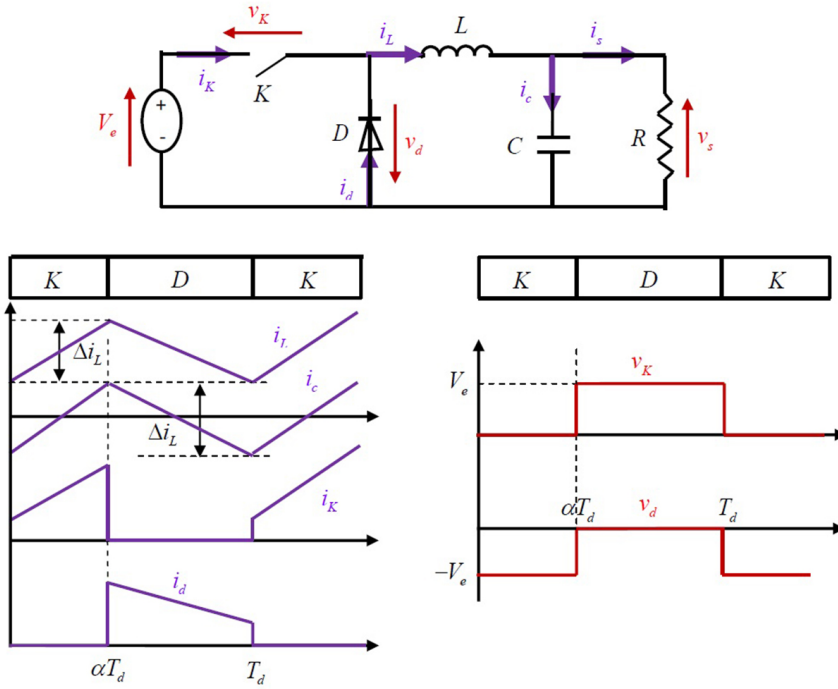 v_K
i_L L i_s
i_K K
+
V_e
-
D v_d i_c C R v_s
i_d
K D K
Δi_L
i_L
i_c
Δi_L
i_K
i_d
αT_d T_d
K D K
V_e v_K
αT_d v_d T_d
−V_e